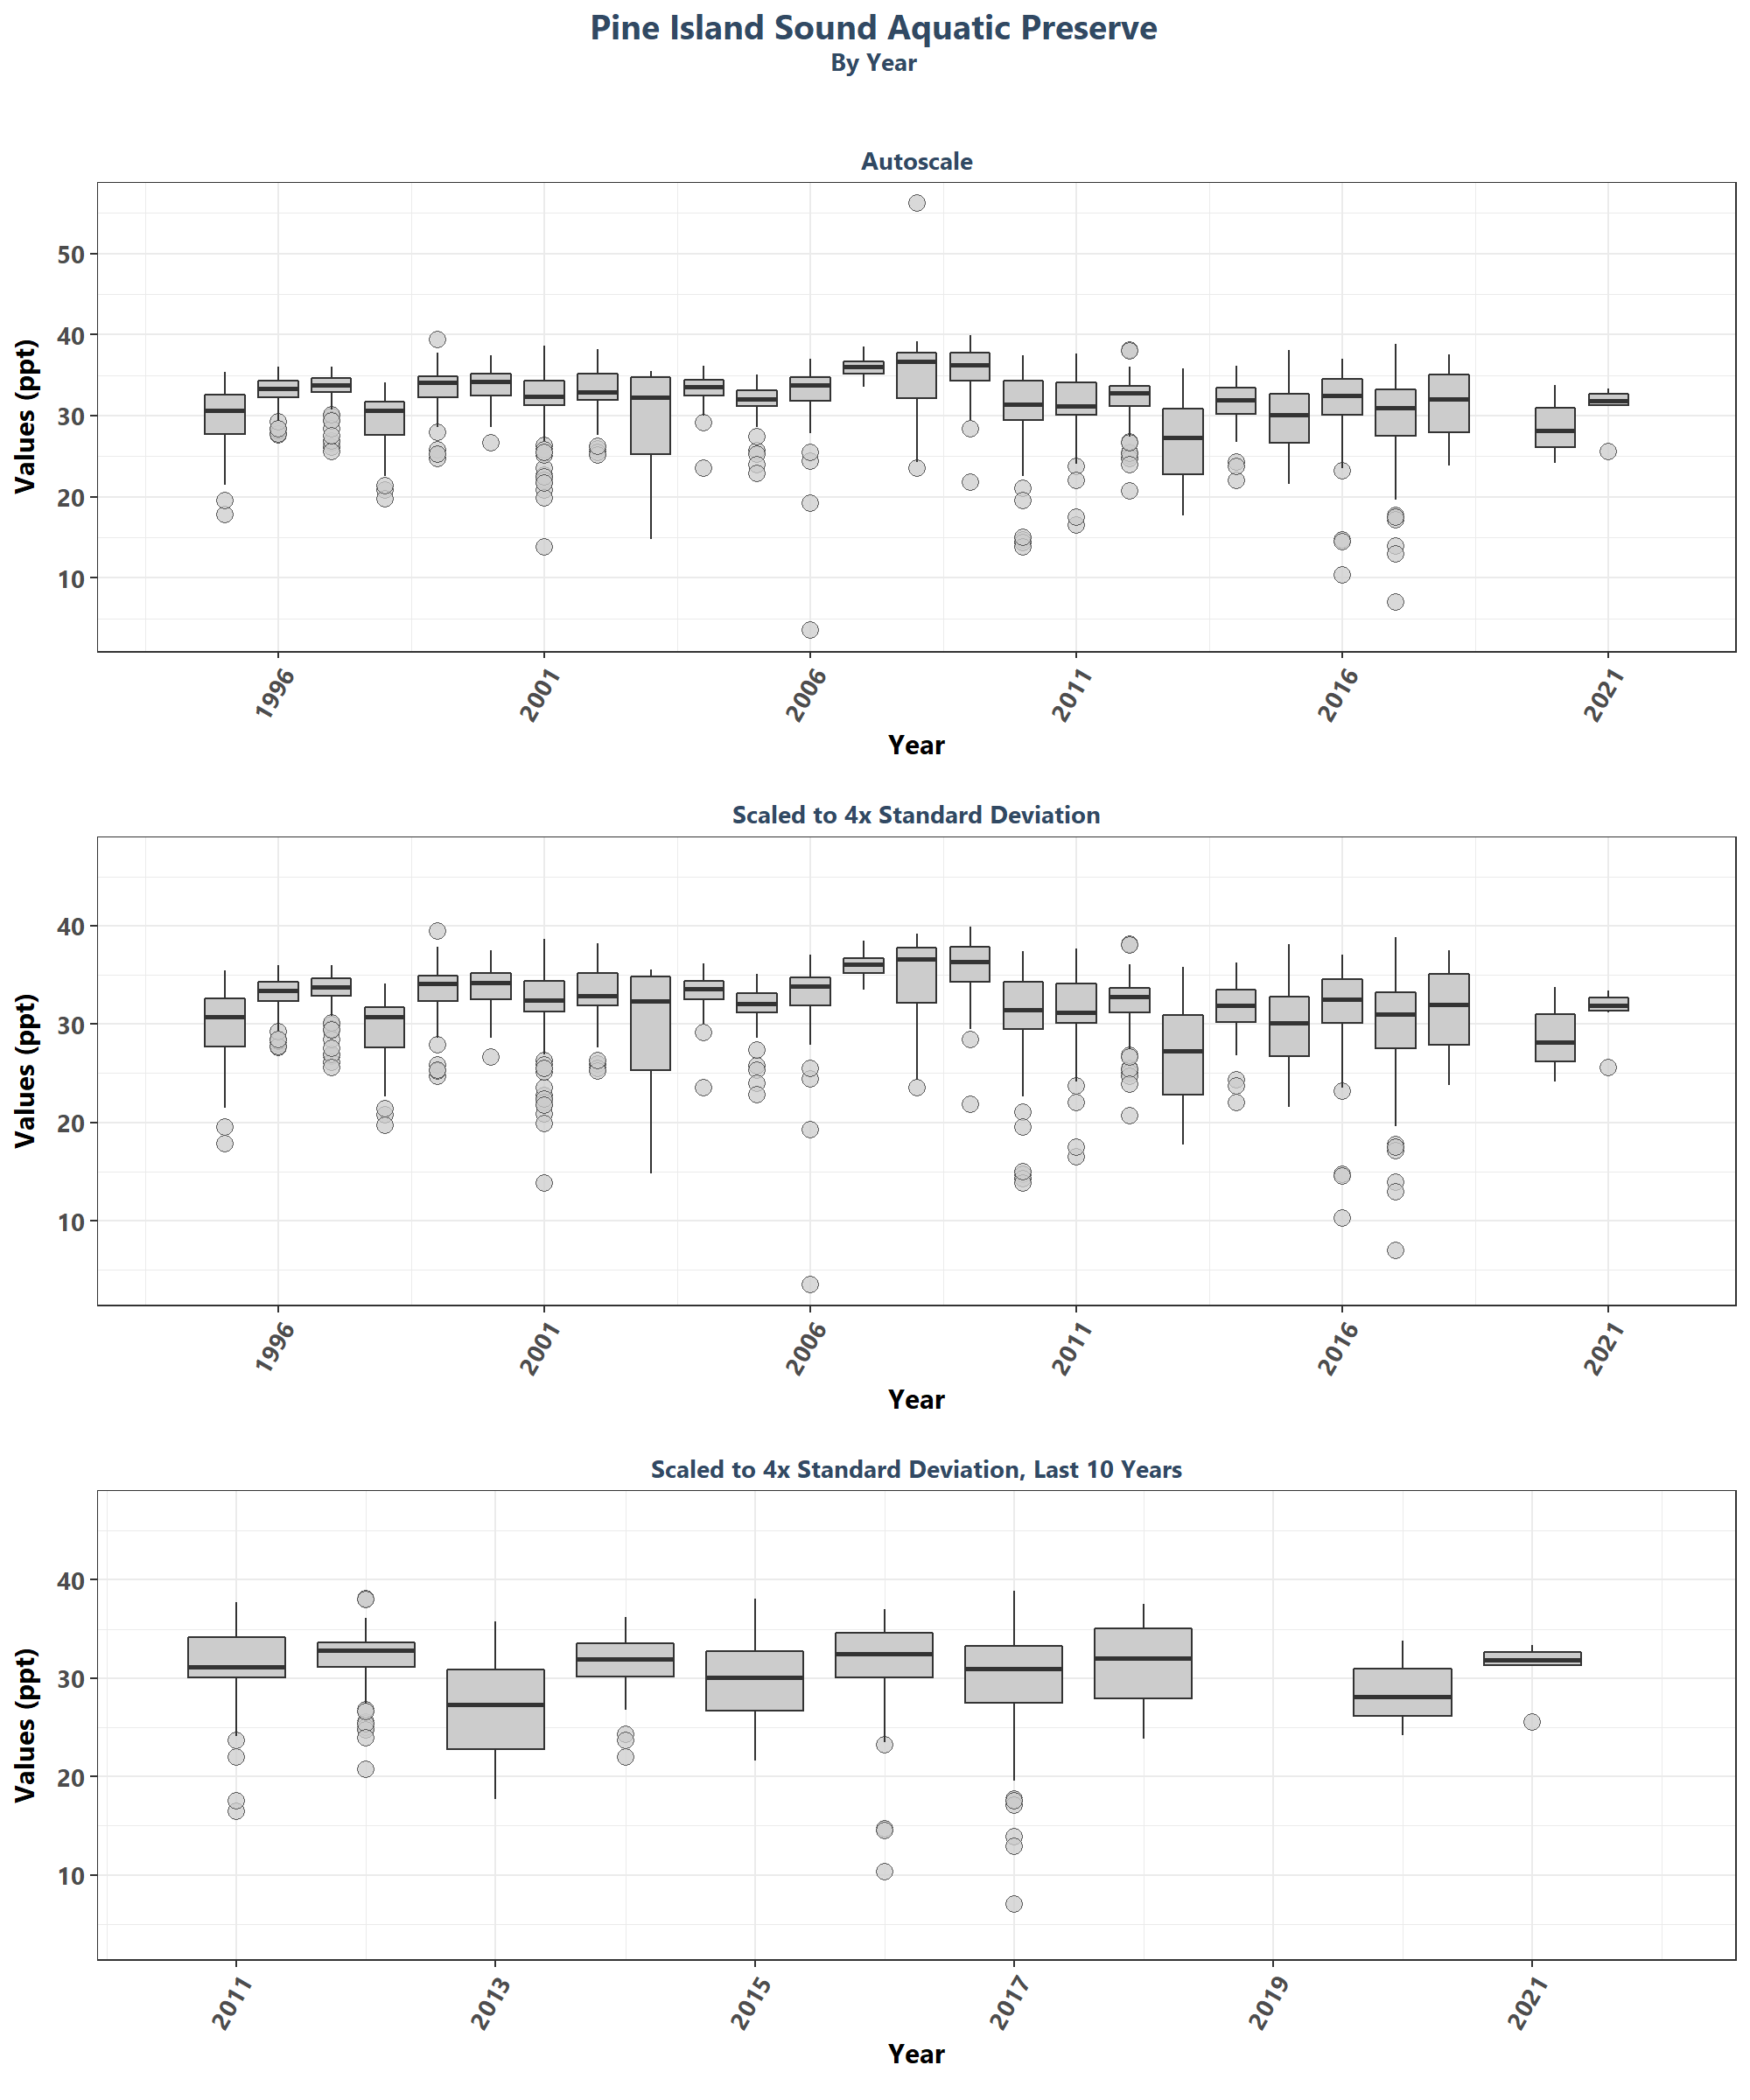 Pine Island Sound Aquatic Preserve
By Year
Autoscale
Values (ppt)
50
40
30
20
10
1996
2001
2006
2011
2016
2021
Year
Scaled to 4x Standard Deviation
Values (ppt)
40
30
20
10
1996
2001
2006
2011
2016
2021
Year
Scaled to 4x Standard Deviation, Last 10 Years
Values (ppt)
40
30
20
10
2011
2013
2015
2017
2019
2021
Year